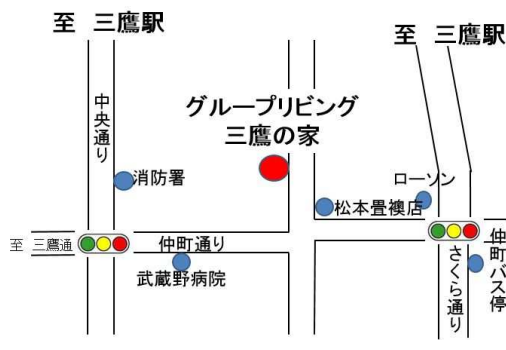 至 三鷹駅
至 三鷹駅
中央通り
グループリビング
三鷹の家
消防署
ローソン
松本畳襖店
至 三鷹通
仲町通り
武蔵野病院
さくら通り
仲町バス停